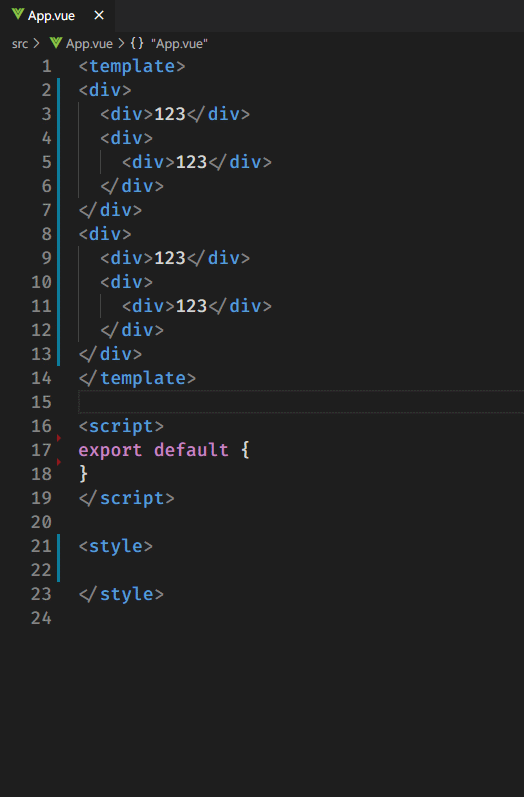 App.vue ×
src > App.vue > {} "App.vue"
1 <template>
2 <div>
3   <div>123</div>
4   <div>
5     <div>123</div>
6   </div>
7 </div>
8 <div>
9   <div>123</div>
10   <div>
11     <div>123</div>
12   </div>
13 </div>
14 </template>
15
16 <script>
17 export default {
18 }
19 </script>
20
21 <style>
22
23 </style>
24